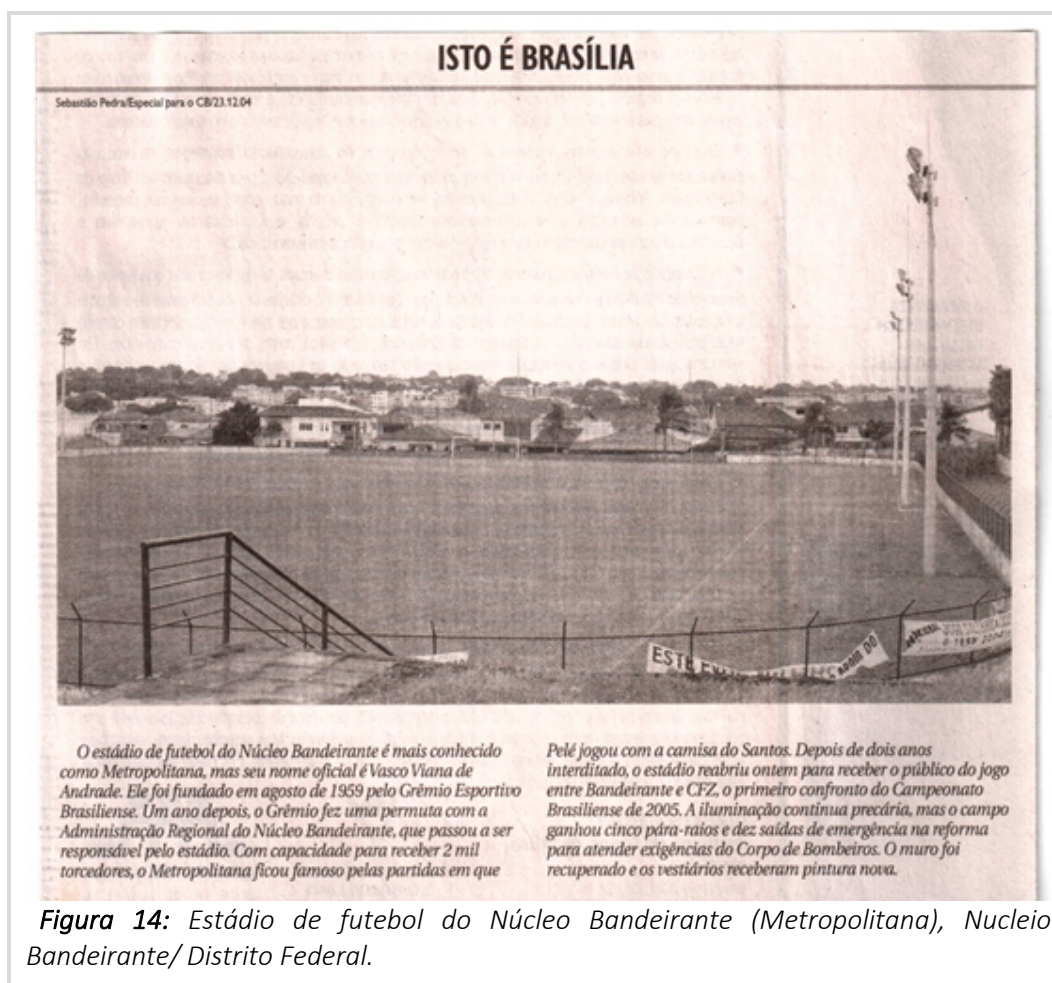 ISTO É BRASÍLIA
Sebastião Pedra/Especial para o CB/23.12.04
ESTE
DO
O estádio de futebol do Núcleo Bandeirante é mais conhecido
como Metropolitana, mas seu nome oficial é Vasco Viana de
Andrade. Ele foi fundado em agosto de 1959 pelo Grêmio Esportivo
Brasiliense. Um ano depois, o Grêmio fez uma permuta com a
Administração Regional do Núcleo Bandeirante, que passou a ser
responsável pelo estádio. Com capacidade para receber 2 mil
torcedores, o Metropolitana ficou famoso pelas partidas em que
Pelé jogou com a camisa do Santos. Depois de dois anos
interditado, o estádio reabriu ontem para receber o público do jogo
entre Bandeirante e CFZ, o primeiro confronto do Campeonato
Brasiliense de 2005. A iluminação continua precária, mas o campo
ganhou cinco pára-raios e dez saídas de emergência na reforma
para atender exigências do Corpo de Bombeiros. O muro foi
recuperado e os vestiários receberam pintura nova.
Figura 14: Estádio de futebol do Núcleo Bandeirante (Metropolitana), Nucleio
Bandeirante/ Distrito Federal.